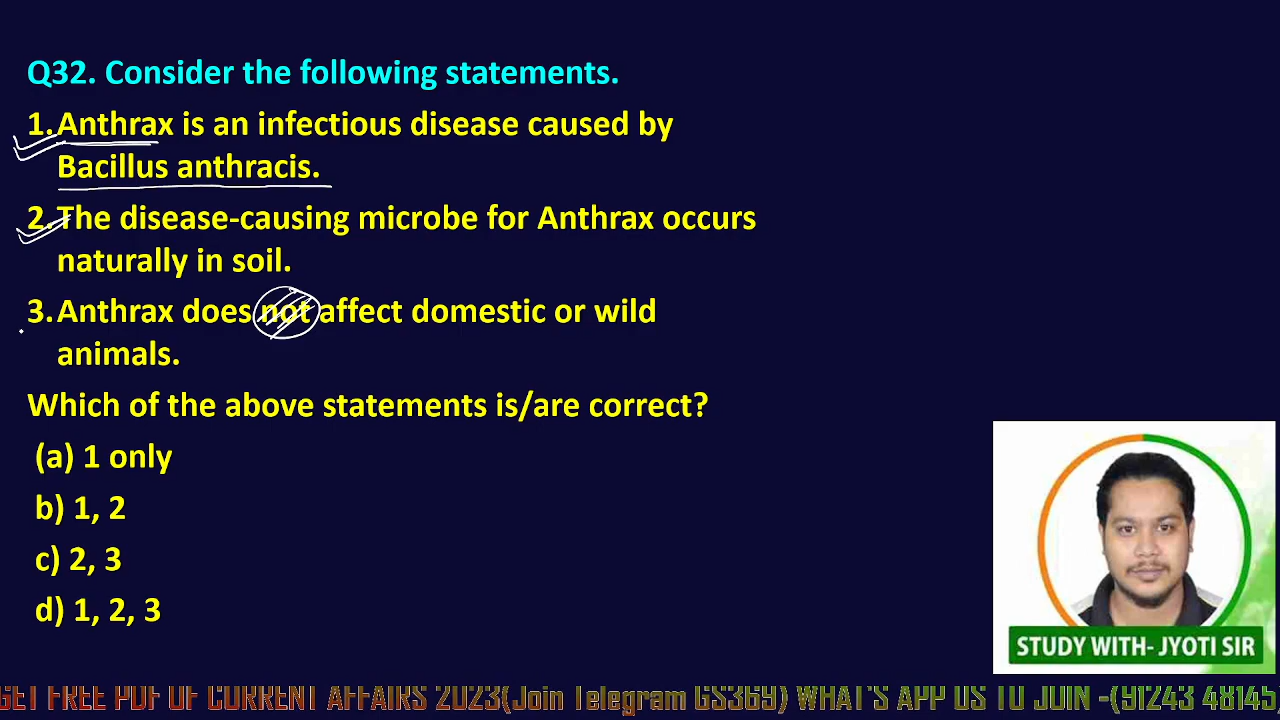 Q32. Consider the following statements.
1. Anthrax is an infectious disease caused by
Bacillus anthracis.
2. The disease-causing microbe for Anthrax occurs
naturally in soil.
3. Anthrax does not affect domestic or wild
animals.
Which of the above statements is/are correct?
(a) 1 only
b) 1, 2
c) 2, 3
d) 1, 2, 3
STUDY WITH- JYOTI SIR
GET FREE PDF OF CURRENT AFFAIRS 2023(Join Telegram GS369) WHAT'S APP US TO JOIN -(91243 48145)